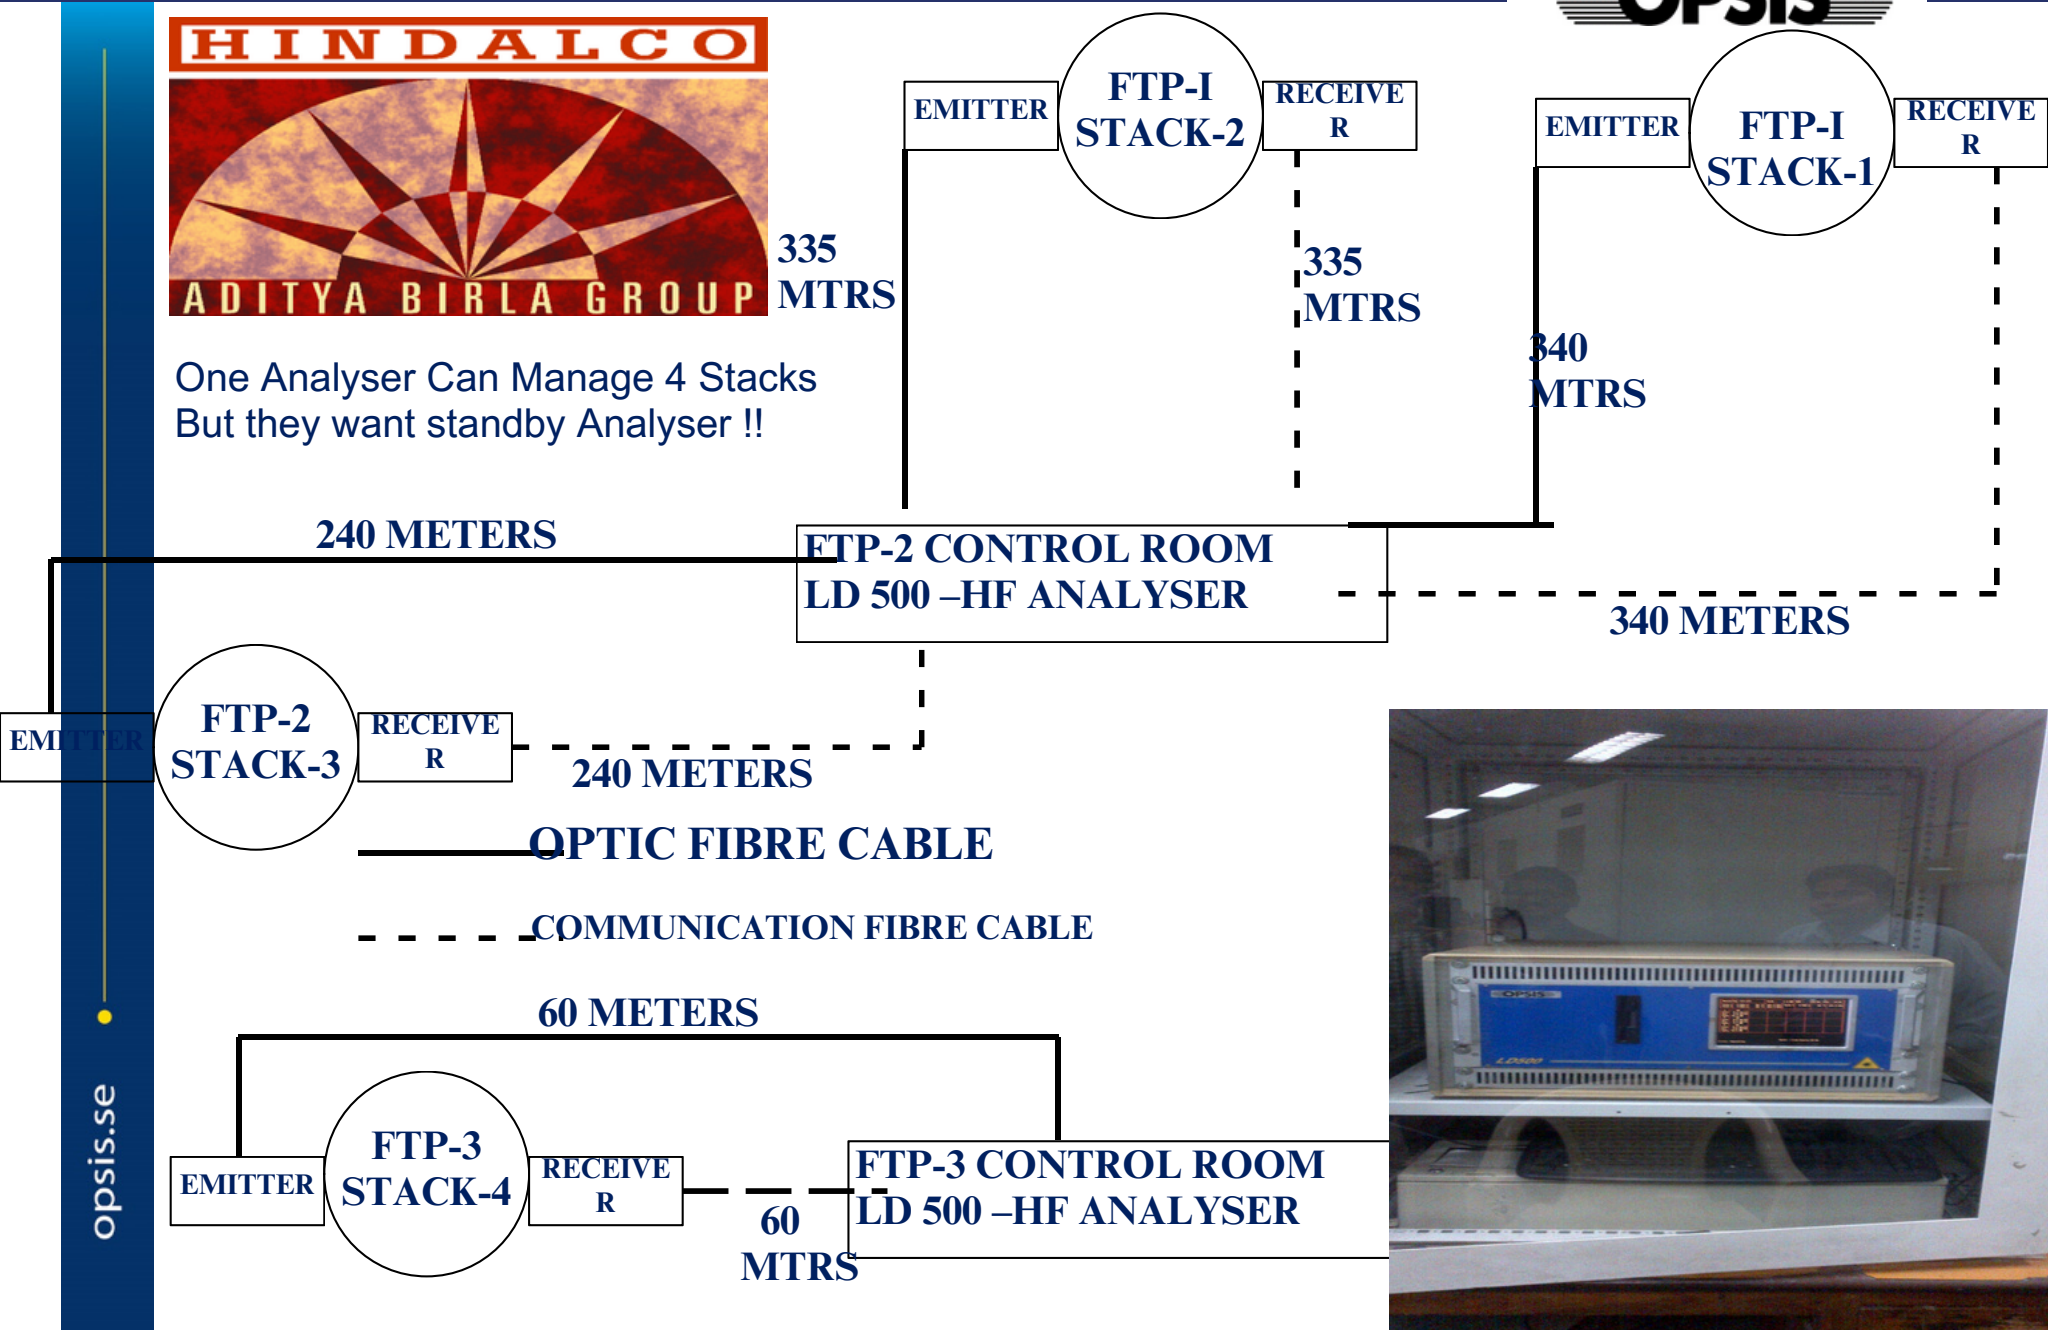 OPSIS
HINDALCO
ADITYA BIRLA GROUP
EMITTER
FTP-I
STACK-2
RECEIVE
R
EMITTER
FTP-I
STACK-1
RECEIVE
R
335
MTRS
335
MTRS
340
MTRS
One Analyser Can Manage 4 Stacks
But they want standby Analyser !!
240 METERS
FTP-2 CONTROL ROOM
LD 500 –HF ANALYSER
340 METERS
EMITTER
FTP-2
STACK-3
RECEIVE
R
240 METERS
OPTIC FIBRE CABLE
COMMUNICATION FIBRE CABLE
60 METERS
EMITTER
FTP-3
STACK-4
RECEIVE
R
60
MTRS
FTP-3 CONTROL ROOM
LD 500 –HF ANALYSER
OPSIS
LD500
opsis.se